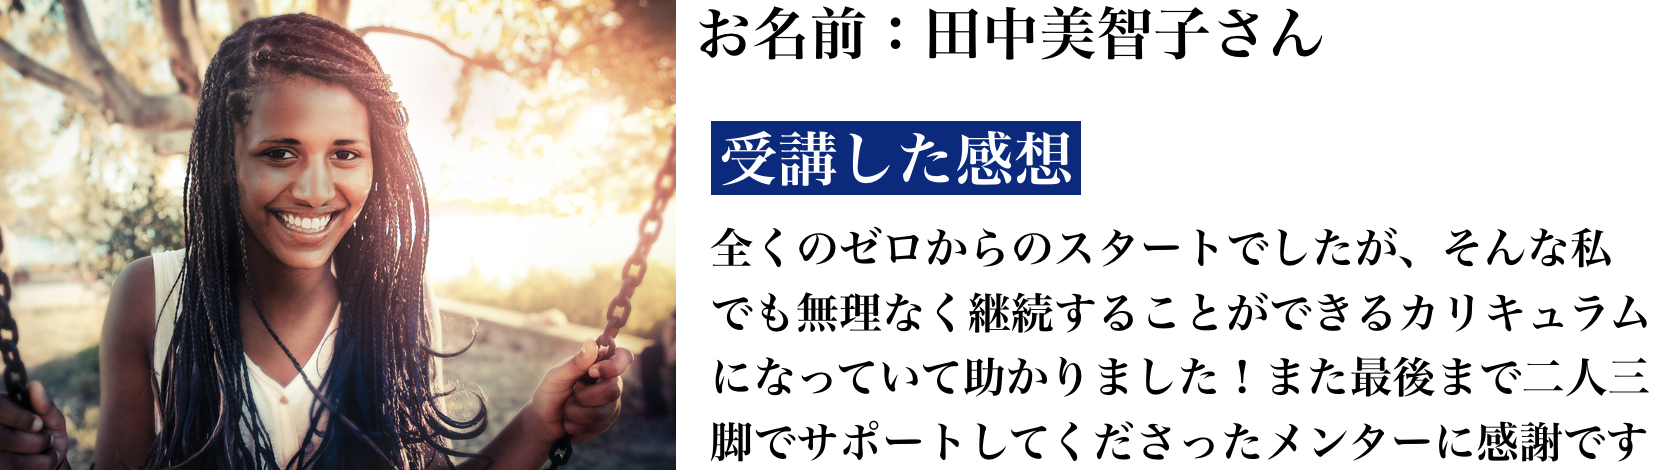 お名前：田中美智子さん
受講した感想
全くのゼロからのスタートでしたが、そんな私
でも無理なく継続することができるカリキュラム
になっていて助かりました！また最後まで二人三
脚でサポートしてくださったメンターに感謝です